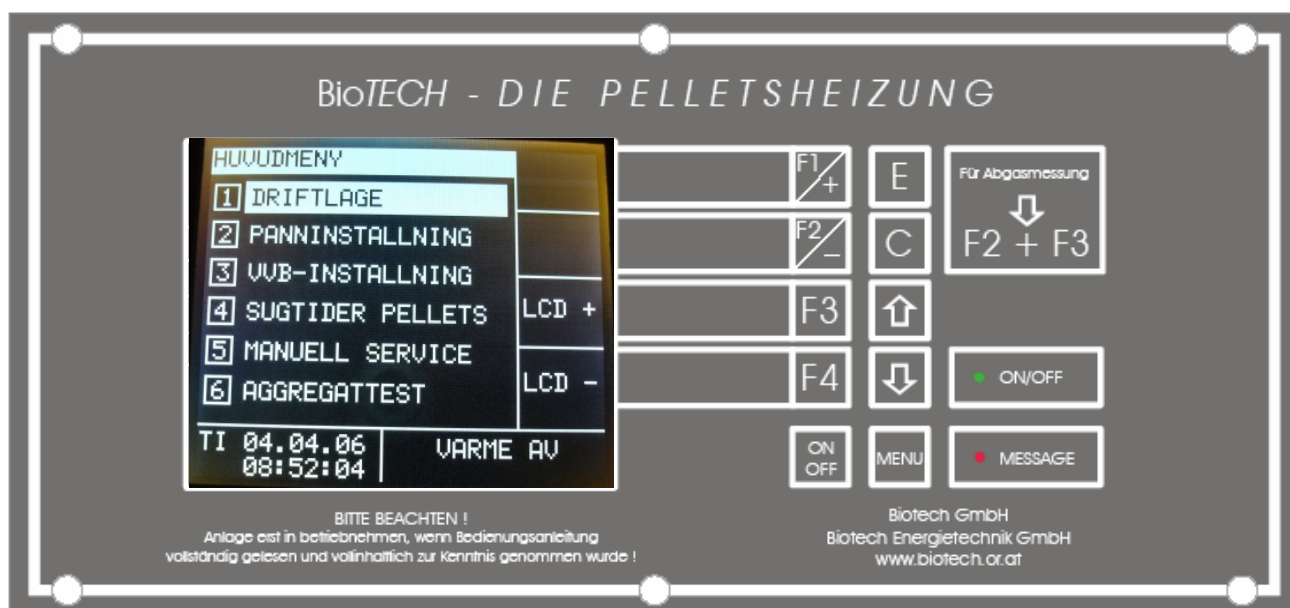 BioTECH - DIE PELLETSHEIZUNG
HUVUDMENY
1 DRIFTLAGE
2 PANNINSTALLNING
3 VVB-INSTALLNING
4 SUGTIDER PELLETS
5 MANUELL SERVICE
6 AGGREGATTEST
LCD +
LCD -
TI 04.04.06
08:52:04
VARME AV
F1/+
F2/-
F3
F4
ON
OFF
E
C
MENU
Für Abgasmessung
F2 + F3
ON/OFF
MESSAGE
BITTE BEACHTEN !
Anlage erst in betriebnehmen, wenn Bedienungsanleitung
vollständig gelesen und vollinhaltlich zur Kenntnis genommen wurde !
Biotech GmbH
Biotech Energietechnik GmbH
www.biotech.or.at